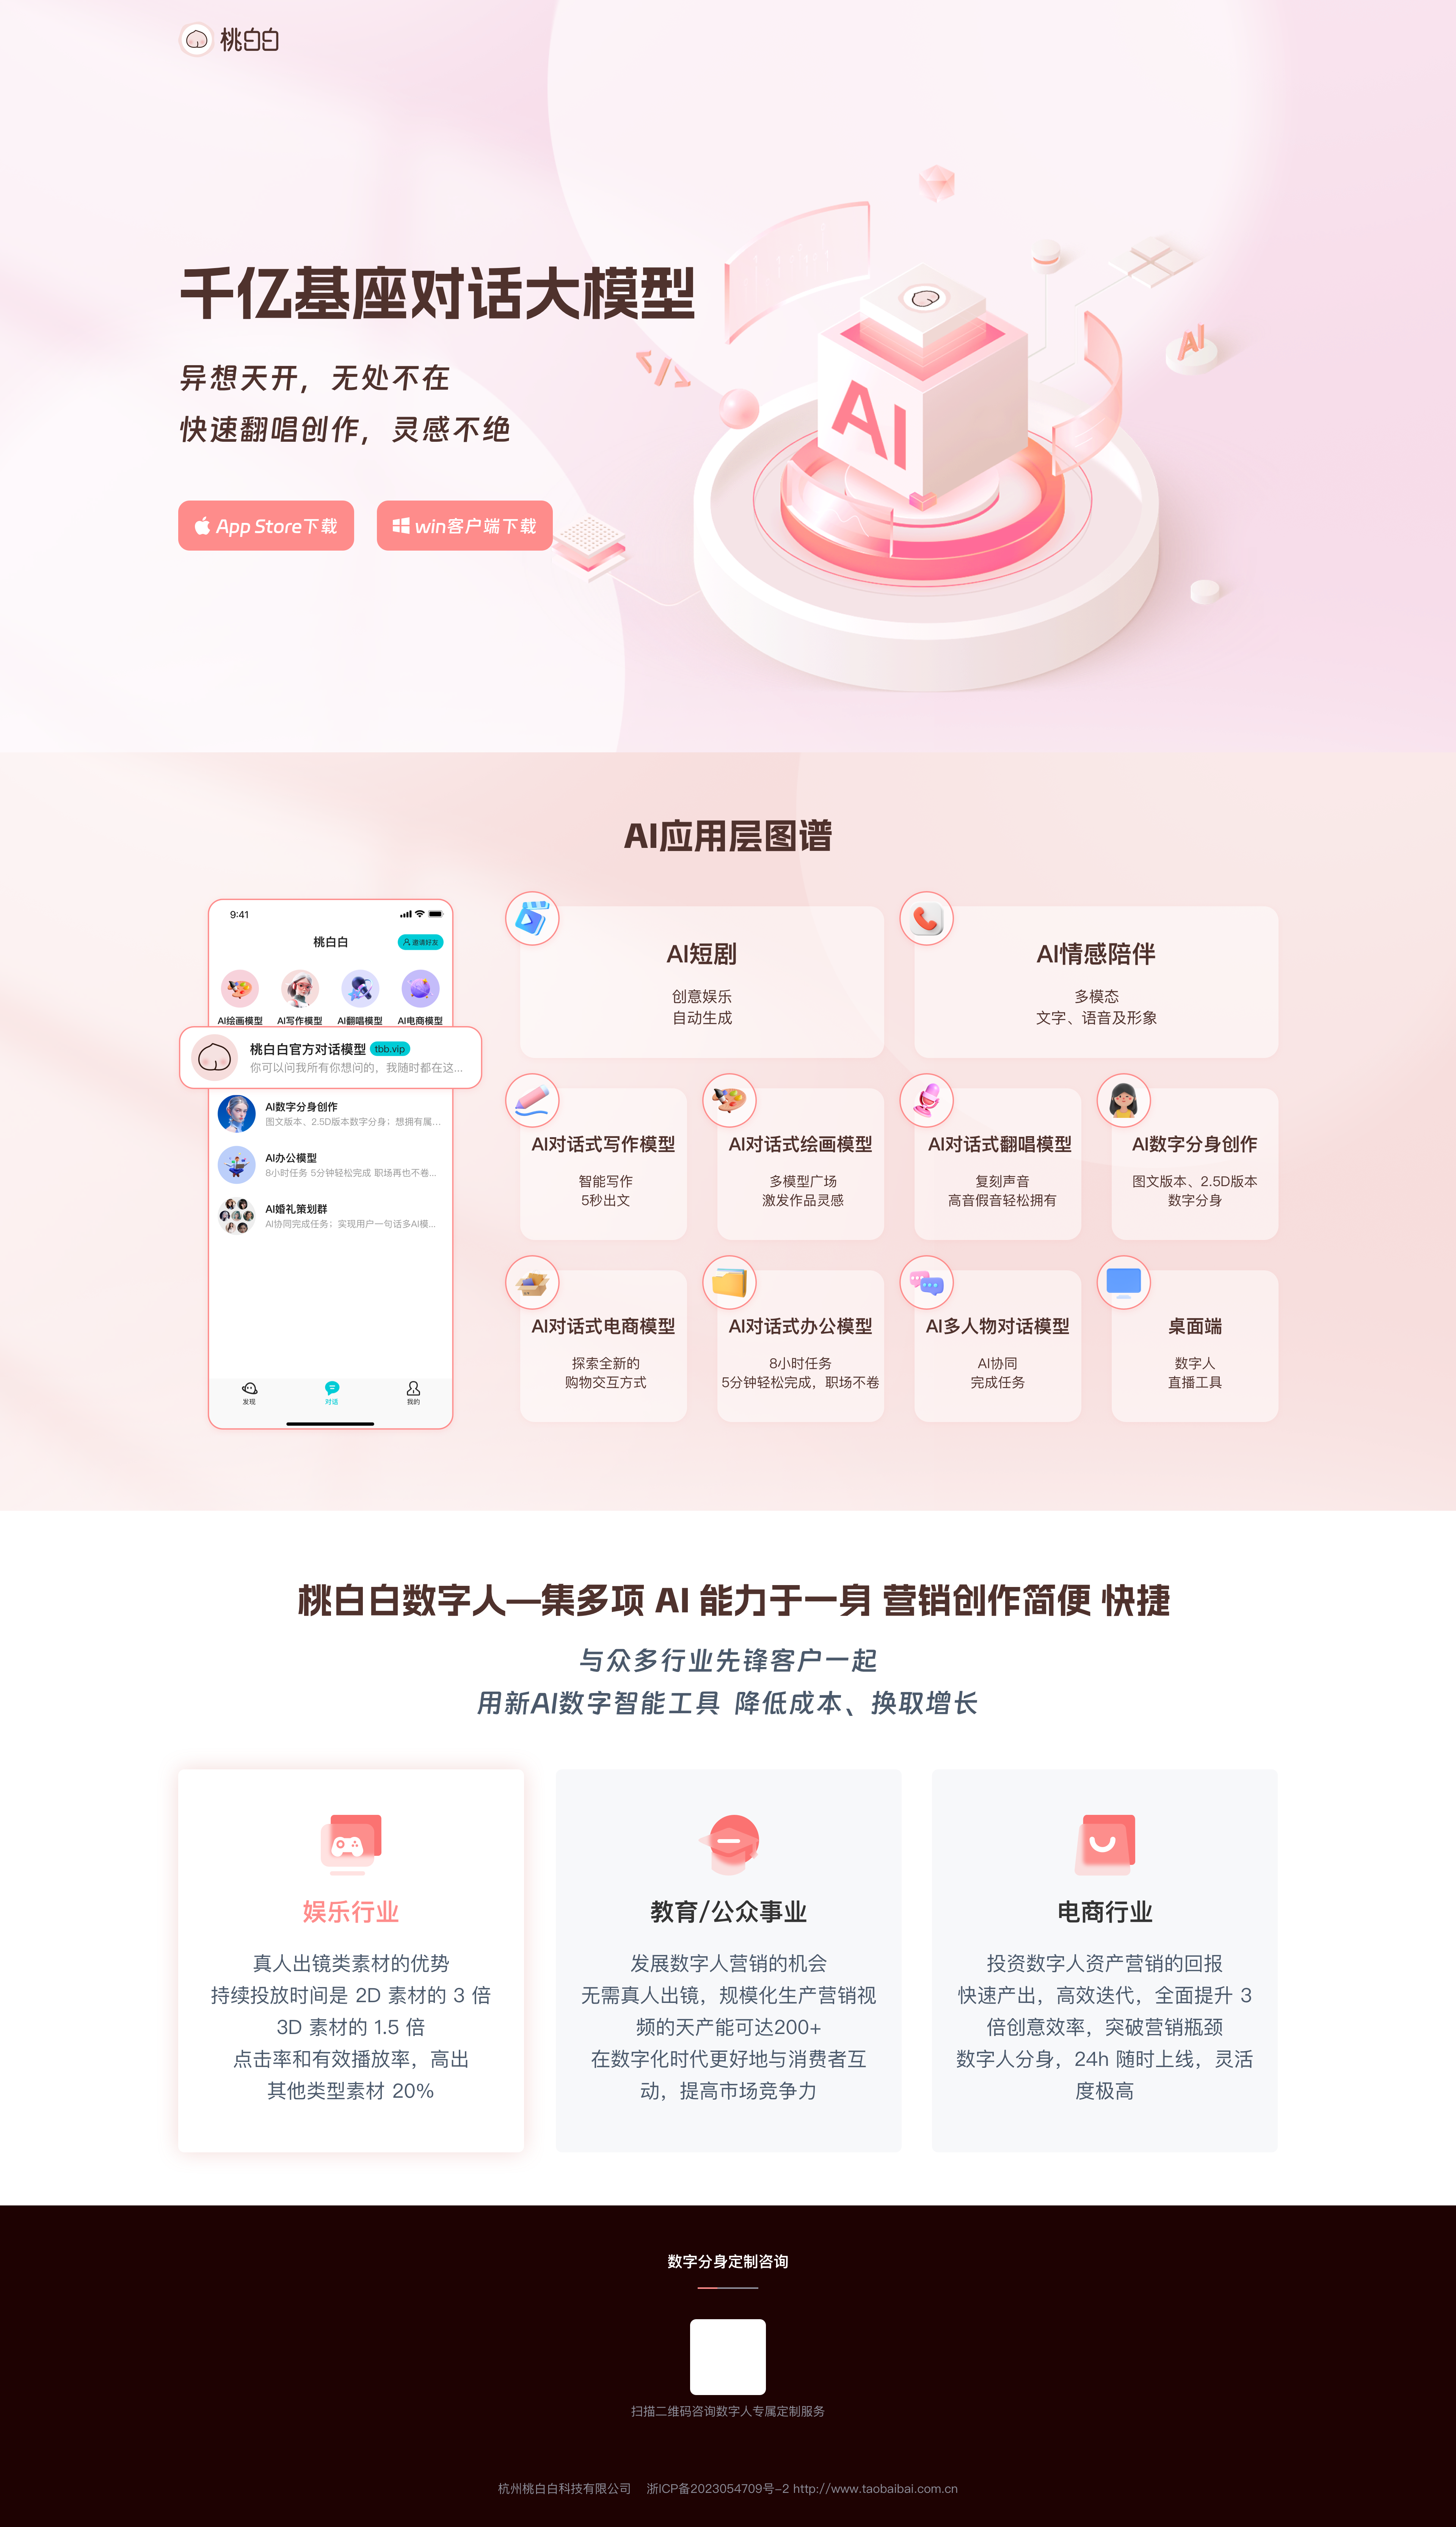 桃白白
千亿基座对话大模型
异想天开，无处不在
快速翻唱创作，灵感不绝
App Store下载
win客户端下载
</>
AI
AI
AI应用层图谱
9:41
桃白白
邀请好友
AI绘画模型
AI写作模型
AI翻唱模型
AI电商模型
桃白白官方对话模型 tbb.vip
你可以问我所有你想问的，我随时都在这...
AI数字分身创作
图文版本、2.5D版本数字分身；想拥有属...
AI办公模型
8小时任务 5分钟轻松完成 职场再也不卷...
AI婚礼策划群
AI协同完成任务；实现用户一句话多AI模...
发现
对话
我的
AI短剧
创意娱乐
自动生成
AI情感陪伴
多模态
文字、语音及形象
AI对话式写作模型
智能写作
5秒出文
AI对话式绘画模型
多模型广场
激发作品灵感
AI对话式翻唱模型
复刻声音
高音假音轻松拥有
AI数字分身创作
图文版本、2.5D版本
数字分身
AI对话式电商模型
探索全新的
购物交互方式
AI对话式办公模型
8小时任务
5分钟轻松完成，职场不卷
AI多人物对话模型
AI协同
完成任务
桌面端
数字人
直播工具
桃白白数字人—集多项 AI 能力于一身 营销创作简便 快捷
与众多行业先锋客户一起
用新AI数字智能工具 降低成本、换取增长
娱乐行业
真人出镜类素材的优势
持续投放时间是 2D 素材的 3 倍
3D 素材的 1.5 倍
点击率和有效播放率，高出
其他类型素材 20%
教育/公众事业
发展数字人营销的机会
无需真人出镜，规模化生产营销视
频的天产能可达200+
在数字化时代更好地与消费者互
动，提高市场竞争力
电商行业
投资数字人资产营销的回报
快速产出，高效迭代，全面提升 3
倍创意效率，突破营销瓶颈
数字人分身，24h 随时上线，灵活
度极高
数字分身定制咨询
扫描二维码咨询数字人专属定制服务
杭州桃白白科技有限公司 浙ICP备2023054709号-2 http://www.taobaibai.com.cn